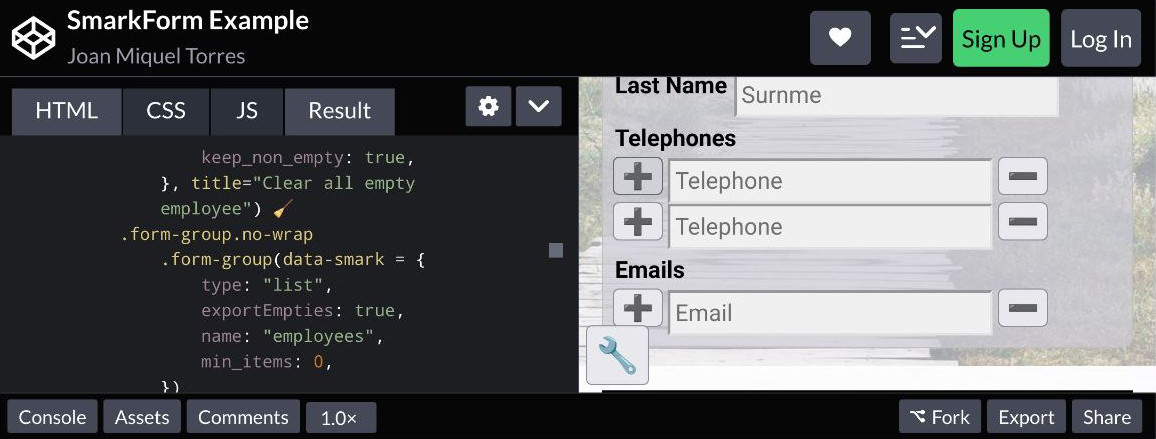 SmarkForm Example
Joan Miquel Torres
Sign Up
Log In
HTML
CSS
JS
Result
keep_non_empty: true,
}, title="Clear all empty
employee") 🧹
.form-group.no-wrap
.form-group(data-smark = {
type: "list",
exportEmpties: true,
name: "employees",
min_items: 0,
})
Last Name
Surnme
Telephones
Telephone
Telephone
Emails
Email
Console
Assets
Comments
1.0×
Fork
Export
Share